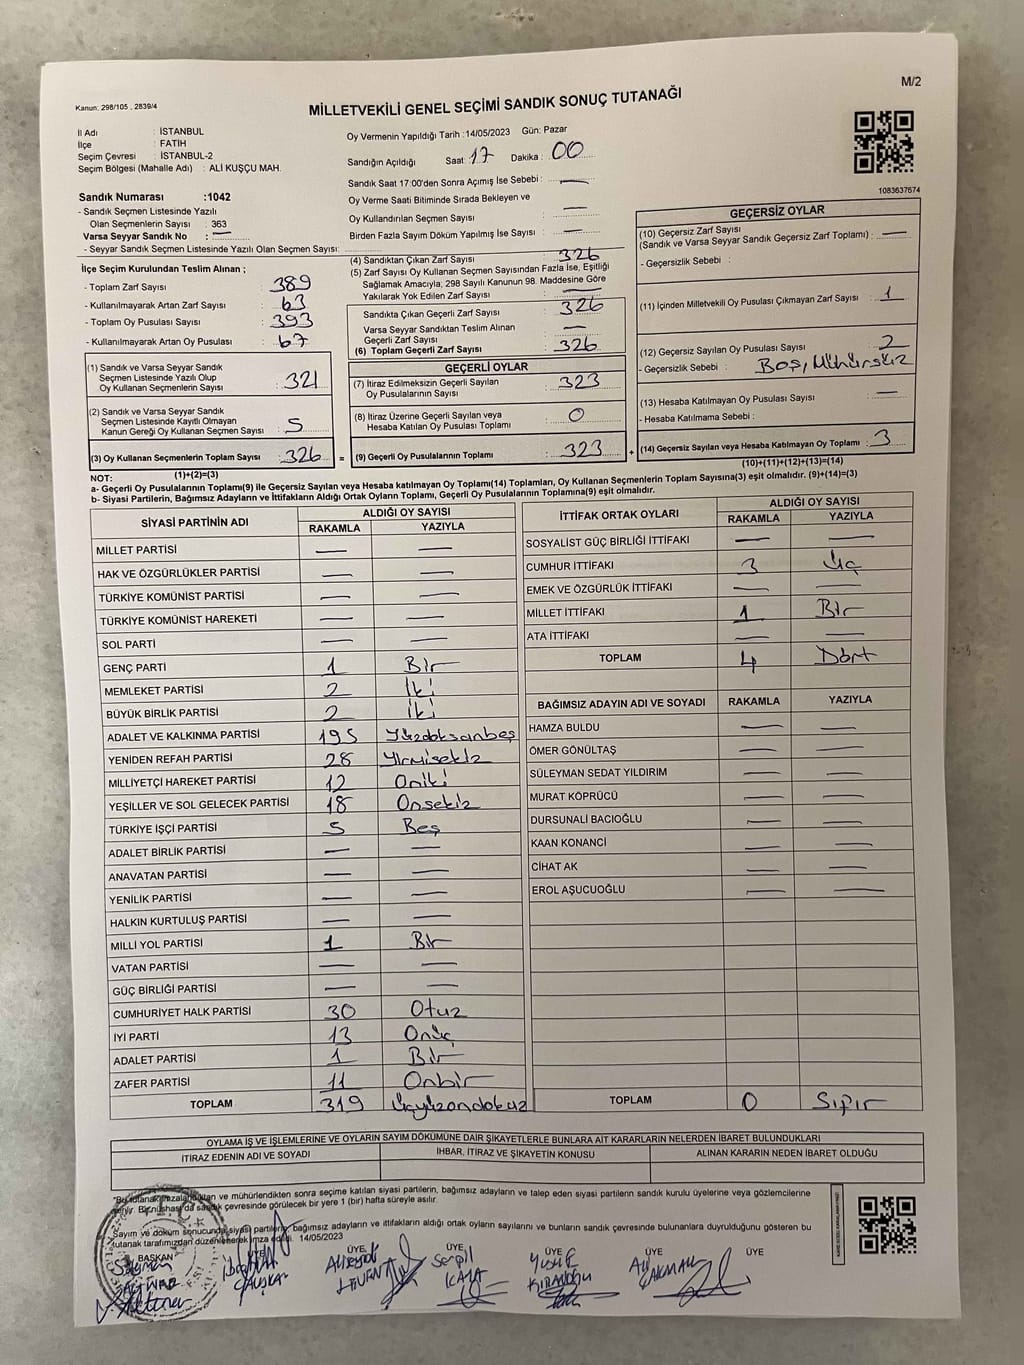 M/2
Kanun: 298/105 , 2839/4
MİLLETVEKİLİ GENEL SEÇİMİ SANDIK SONUÇ TUTANAĞI
İl Adı : İSTANBUL
İlçe : FATİH
Seçim Çevresi : İSTANBUL-2
Seçim Bölgesi (Mahalle Adı) : ALİ KUŞÇU MAH.
Oy Vermenin Yapıldığı Tarih :14/05/2023 Gün: Pazar
Sandığın Açıldığı Saat: 17 Dakika : 00
Sandık Saat 17:00'den Sonra Açımış İse Sebebi : —
Oy Verme Saati Bitiminde Sırada Bekleyen ve
Oy Kullandırılan Seçmen Sayısı : —
Birden Fazla Sayım Döküm Yapılmış İse Sayısı : —
1083637674
Sandık Numarası :1042
- Sandık Seçmen Listesinde Yazılı
Olan Seçmenlerin Sayısı : 363
Varsa Seyyar Sandık No : —
- Seyyar Sandık Seçmen Listesinde Yazılı Olan Seçmen Sayısı:
İlçe Seçim Kurulundan Teslim Alınan ;
- Toplam Zarf Sayısı : 389
- Kullanılmayarak Artan Zarf Sayısı : 63
- Toplam Oy Pusulası Sayısı : 393
- Kullanılmayarak Artan Oy Pusulası : 67
(1) Sandık ve Varsa Seyyar Sandık
Seçmen Listesinde Yazılı Olup
Oy Kullanan Seçmenlerin Sayısı : 321
(2) Sandık ve Varsa Seyyar Sandık
Seçmen Listesinde Kayıtlı Olmayan
Kanun Gereği Oy Kullanan Seçmen Sayısı : 5
(3) Oy Kullanan Seçmenlerin Toplam Sayısı : 326
(1)+(2)=(3)
(4) Sandıktan Çıkan Zarf Sayısı : 326
(5) Zarf Sayısı Oy Kullanan Seçmen Sayısından Fazla İse, Eşitliği
Sağlamak Amacıyla; 298 Sayılı Kanunun 98. Maddesine Göre
Yakılarak Yok Edilen Zarf Sayısı : —
Sandıkta Çıkan Geçerli Zarf Sayısı : 326
Varsa Seyyar Sandıktan Teslim Alınan
Geçerli Zarf Sayısı : —
(6) Toplam Geçerli Zarf Sayısı : 326
GEÇERLİ OYLAR
(7) İtiraz Edilmeksizin Geçerli Sayılan
Oy Pusulalarının Sayısı : 323
(8) İtiraz Üzerine Geçerli Sayılan veya
Hesaba Katılan Oy Pusulası Toplamı : 0
= (9) Geçerli Oy Pusulalarının Toplamı : 323 +
GEÇERSİZ OYLAR
(10) Geçersiz Zarf Sayısı
(Sandık ve Varsa Seyyar Sandık Geçersiz Zarf Toplamı) : —
- Geçersizlik Sebebi :
(11) İçinden Milletvekili Oy Pusulası Çıkmayan Zarf Sayısı : 1
(12) Geçersiz Sayılan Oy Pusulası Sayısı : 2
- Geçersizlik Sebebi : Boş, Mühürsüz
(13) Hesaba Katılmayan Oy Pusulası Sayısı : —
- Hesaba Katılmama Sebebi :
(14) Geçersiz Sayılan veya Hesaba Katılmayan Oy Toplamı : 3
(10)+(11)+(12)+(13)=(14)
NOT:
a- Geçerli Oy Pusulalarının Toplamı(9) ile Geçersiz Sayılan veya Hesaba katılmayan Oy Toplamı(14) Toplamları, Oy Kullanan Seçmenlerin Toplam Sayısına(3) eşit olmalıdır. (9)+(14)=(3)
b- Siyasi Partilerin, Bağımsız Adayların ve İttifakların Aldığı Ortak Oyların Toplamı, Geçerli Oy Pusulalarının Toplamına(9) eşit olmalıdır.
SİYASİ PARTİNİN ADI ALDIĞI OY SAYISI
RAKAMLA YAZIYLA
MİLLET PARTİSİ — —
HAK VE ÖZGÜRLÜKLER PARTİSİ — —
TÜRKİYE KOMÜNİST PARTİSİ — —
TÜRKİYE KOMÜNİST HAREKETİ — —
SOL PARTİ — —
GENÇ PARTİ 1 Bir
MEMLEKET PARTİSİ 2 İki
BÜYÜK BİRLİK PARTİSİ 2 İki
ADALET VE KALKINMA PARTİSİ 195 Yüzdoksanbeş
YENİDEN REFAH PARTİSİ 28 Yirmisekiz
MİLLİYETÇİ HAREKET PARTİSİ 12 Oniki
YEŞİLLER VE SOL GELECEK PARTİSİ 18 Onsekiz
TÜRKİYE İŞÇİ PARTİSİ 5 Beş
ADALET BİRLİK PARTİSİ — —
ANAVATAN PARTİSİ — —
YENİLİK PARTİSİ — —
HALKIN KURTULUŞ PARTİSİ — —
MİLLİ YOL PARTİSİ 1 Bir
VATAN PARTİSİ — —
GÜÇ BİRLİĞİ PARTİSİ — —
CUMHURİYET HALK PARTİSİ 30 Otuz
İYİ PARTİ 13 Onüç
ADALET PARTİSİ 1 Bir
ZAFER PARTİSİ 11 Onbir
TOPLAM 319 Üçyüzondokuz
İTTİFAK ORTAK OYLARI ALDIĞI OY SAYISI
RAKAMLA YAZIYLA
SOSYALİST GÜÇ BİRLİĞİ İTTİFAKI — —
CUMHUR İTTİFAKI 3 Üç
EMEK VE ÖZGÜRLÜK İTTİFAKI — —
MİLLET İTTİFAKI 1 Bir
ATA İTTİFAKI — —
TOPLAM 4 Dört
BAĞIMSIZ ADAYIN ADI VE SOYADI RAKAMLA YAZIYLA
HAMZA BULDU — —
ÖMER GÖNÜLTAŞ — —
SÜLEYMAN SEDAT YILDIRIM — —
MURAT KÖPRÜCÜ — —
DURSUNALİ BACIOĞLU — —
KAAN KONANCİ — —
CİHAT AK — —
EROL AŞUCUOĞLU — —
TOPLAM 0 Sıfır
OYLAMA İŞ VE İŞLEMLERİNE VE OYLARIN SAYIM DÖKÜMÜNE DAİR ŞİKAYETLERLE BUNLARA AİT KARARLARIN NELERDEN İBARET BULUNDUKLARI
İTİRAZ EDENİN ADI VE SOYADI İHBAR, İTİRAZ VE ŞİKAYETİN KONUSU ALINAN KARARIN NEDEN İBARET OLDUĞU
"Bu tutanak imzalandıktan ve mühürlendikten sonra seçime katılan siyasi partilerin, bağımsız adayların ve talep eden siyasi partilerin sandık kurulu üyelerine veya gözlemcilerine
verilir. Bir nüshası da sandık çevresinde görülecek bir yere 1 (bir) hafta süreyle asılır.
Sayım ve döküm sonucunda siyasi partilerin, bağımsız adayların ve ittifakların aldığı ortak oyların sayılarını ve bunların sandık çevresinde bulunanlara duyrulduğunu gösteren bu
tutanak tarafımızdan düzenlenerek imza edildi. 14/05/2023
BAŞKAN ÜYE ÜYE ÜYE ÜYE ÜYE ÜYE
Serpil KAYA
Yusuf
Ali ÇAKMAK